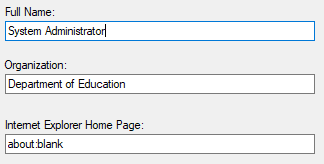 Full Name:
System Administrator
Organization:
Department of Education
Internet Explorer Home Page:
about:blank